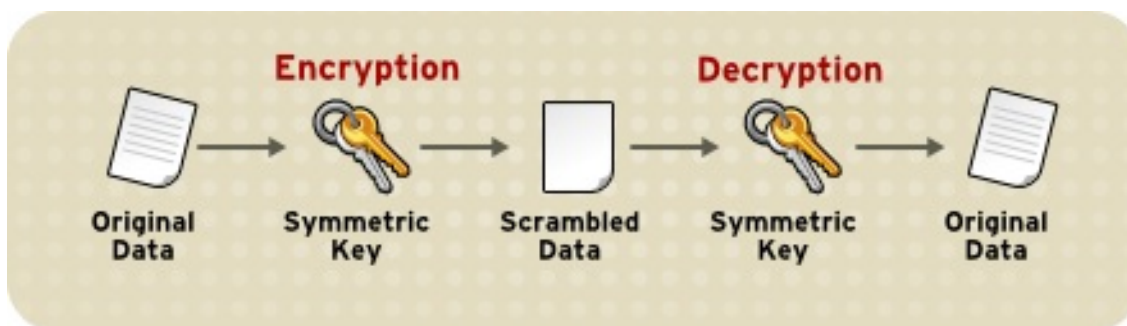 Encryption
Decryption
Original
Data
Symmetric
Key
Scrambled
Data
Symmetric
Key
Original
Data